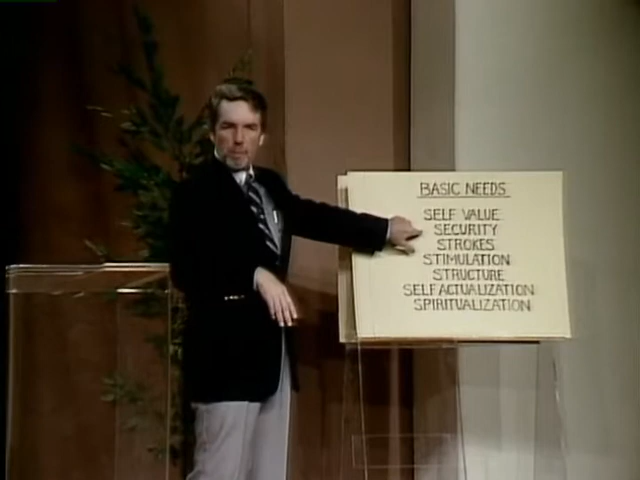 BASIC NEEDS
SELF VALUE
SECURITY
STROKES
STIMULATION
STRUCTURE
SELF ACTUALIZATION
SPIRITUALIZATION